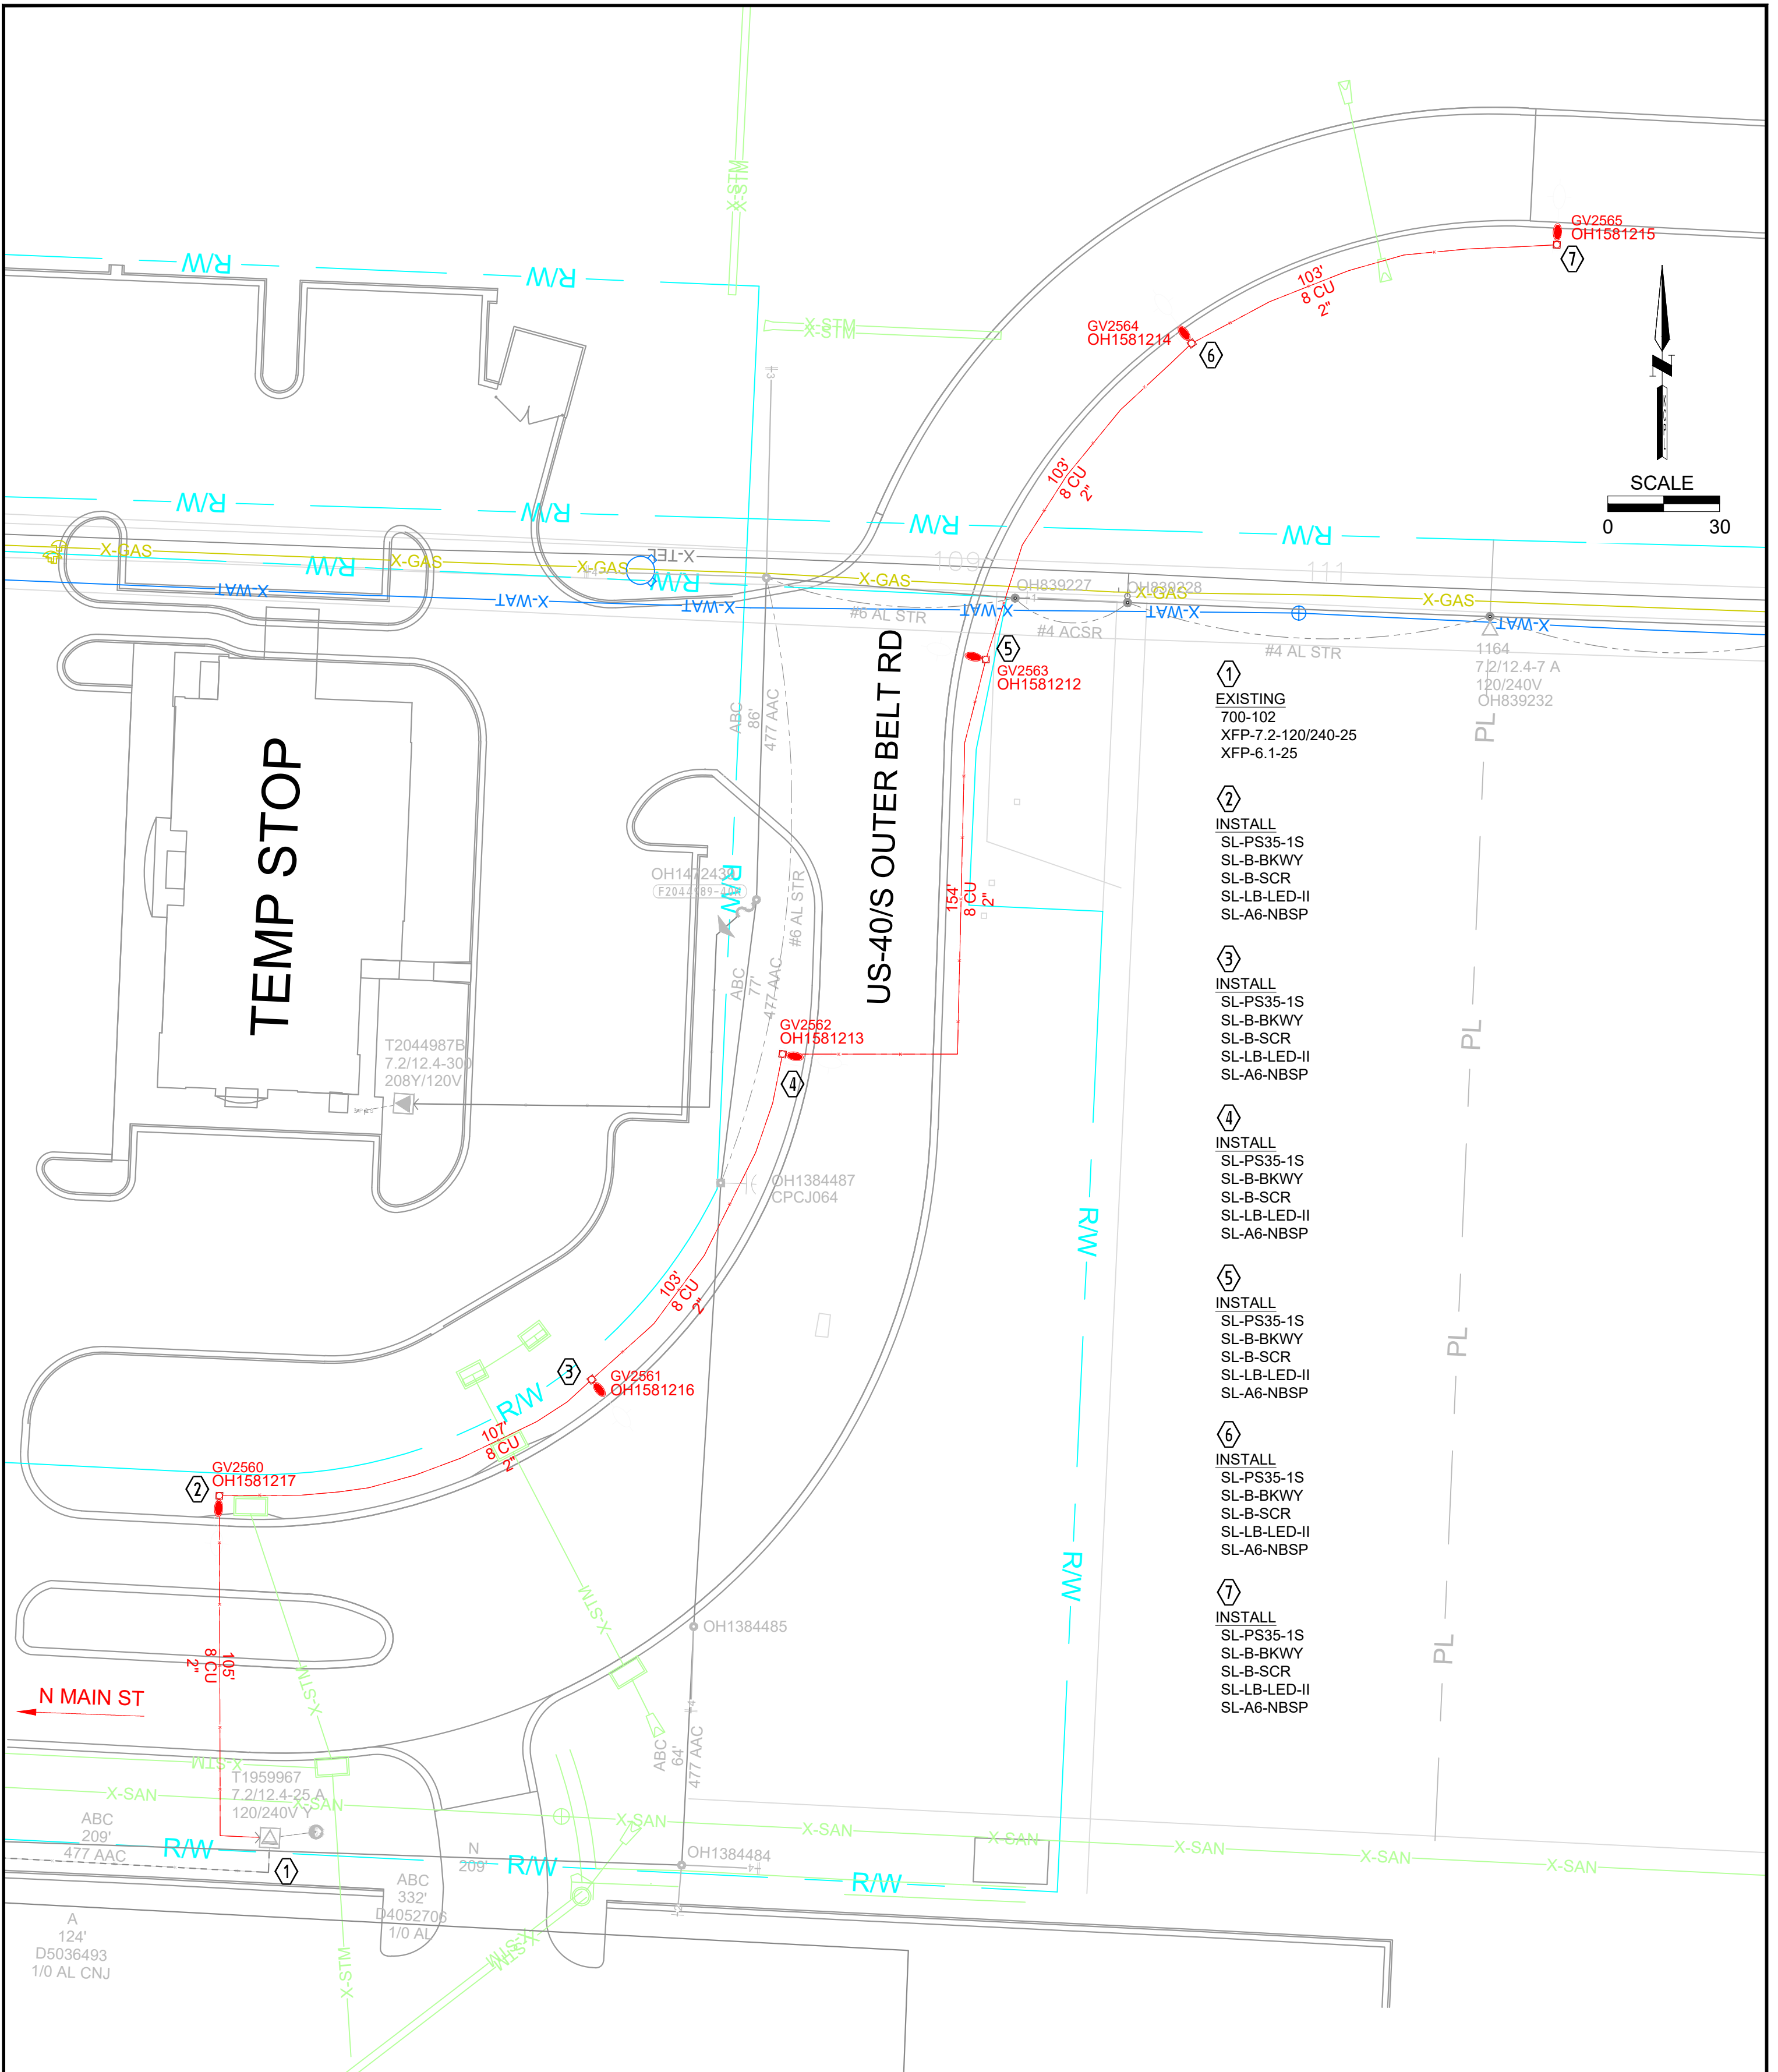 X-STM
X-STM
GV2565
OH1581215
7
R/W
R/W
103'
8 CU
2"
GV2564
OH1581214
6
X-STM
X-STM
N
SCALE
0 30
103'
8 CU
2"
R/W
R/W
R/W
R/W
X-GAS
X-GAS
X-GAS
X-GAS
X-GAS
X-GAS
X-TEL
R/W
R/W
109
111
OH839227
OH839228
X-WAT
X-WAT
X-WAT
X-WAT
X-WAT
X-WAT
#6 AL STR
#4 ACSR
#4 AL STR
5
GV2563
OH1581212
1164
7.2/12.4-7 A
120/240V
OH839232
PL
ABC
86'
477 AAC
US-40/S OUTER BELT RD
TEMP STOP
1
EXISTING
700-102
XFP-7.2-120/240-25
XFP-6.1-25
2
INSTALL
SL-PS35-1S
SL-B-BKWY
SL-B-SCR
SL-LB-LED-II
SL-A6-NBSP
OH1472439
R/W
#6 AL STR
154'
8 CU
2"
ABC
77'
477 AAC
3
INSTALL
SL-PS35-1S
SL-B-BKWY
SL-B-SCR
SL-LB-LED-II
SL-A6-NBSP
PL
GV2562
OH1581213
4
T2044987B
7.2/12.4-300
208Y/120V
4
INSTALL
SL-PS35-1S
SL-B-BKWY
SL-B-SCR
SL-LB-LED-II
SL-A6-NBSP
OH1384487
CPCJ064
R/W
103'
8 CU
2"
5
INSTALL
SL-PS35-1S
SL-B-BKWY
SL-B-SCR
SL-LB-LED-II
SL-A6-NBSP
PL
3
GV2561
OH1581216
R/W
107'
8 CU
2"
6
INSTALL
SL-PS35-1S
SL-B-BKWY
SL-B-SCR
SL-LB-LED-II
SL-A6-NBSP
2
GV2560
OH1581217
R/W
X-STM
7
INSTALL
SL-PS35-1S
SL-B-BKWY
SL-B-SCR
SL-LB-LED-II
SL-A6-NBSP
PL
OH1384485
105'
8 CU
2"
X-STM
N MAIN ST
ABC
64'
477 AAC
X-STM
T1959967
7.2/12.4-25 A
120/240V Y
X-SAN
X-SAN
X-SAN
X-SAN
X-SAN
X-SAN
X-SAN
X-SAN
ABC
209'
477 AAC
R/W
1
N
209'
R/W
OH1384484
R/W
ABC
332'
D4052706
1/0 AL
A
124'
D5036493
1/0 AL CNJ
X-STM
X-STM
X-STM